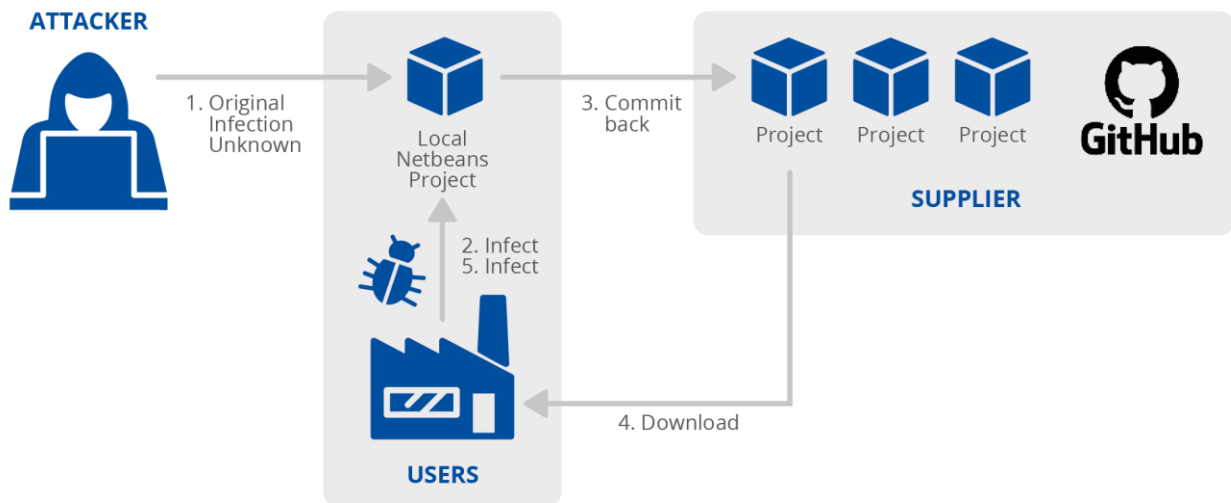 ATTACKER
1. Original
Infection
Unknown
Local
Netbeans
Project
3. Commit
back
Project
Project
Project
GitHub
SUPPLIER
2. Infect
5. Infect
4. Download
USERS